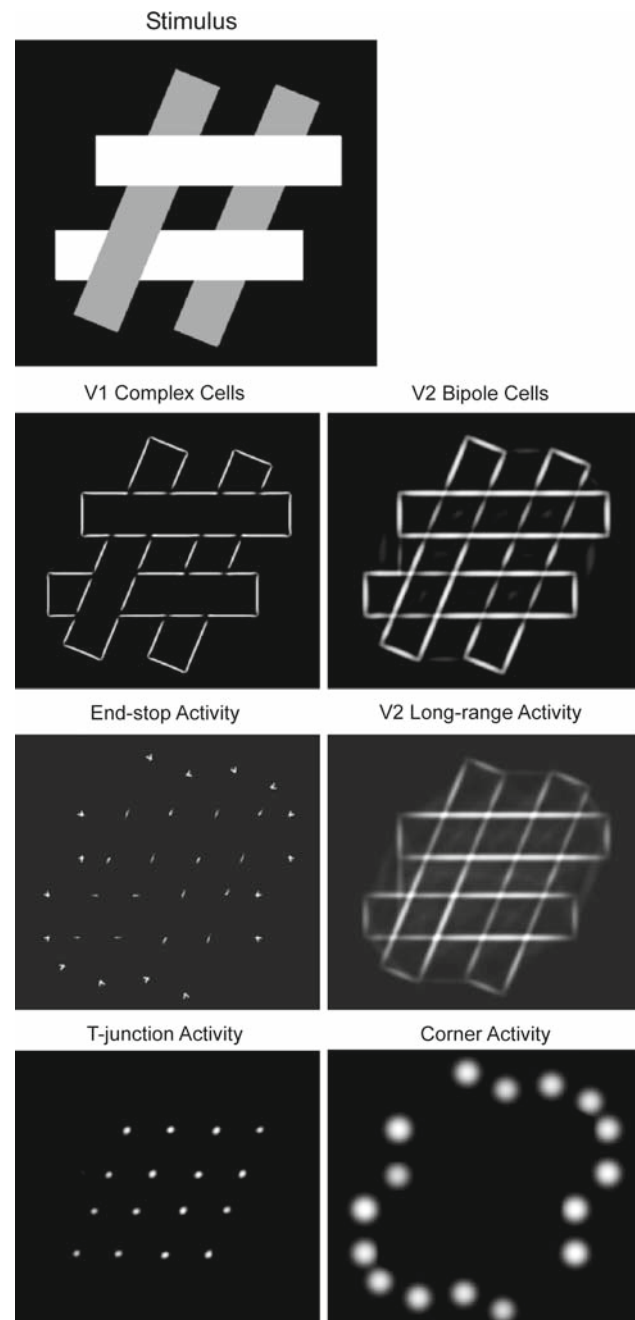 Stimulus
V1 Complex Cells
V2 Bipole Cells
End-stop Activity
V2 Long-range Activity
T-junction Activity
Corner Activity